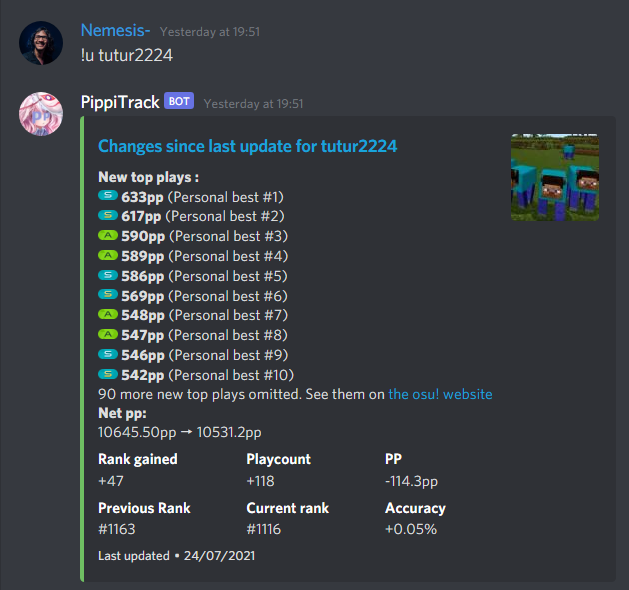 Nemesis- Yesterday at 19:51
!u tutur2224
PippiTrack BOT Yesterday at 19:51
Changes since last update for tutur2224
New top plays :
S 633pp (Personal best #1)
S 617pp (Personal best #2)
A 590pp (Personal best #3)
A 589pp (Personal best #4)
S 586pp (Personal best #5)
S 569pp (Personal best #6)
A 548pp (Personal best #7)
A 547pp (Personal best #8)
S 546pp (Personal best #9)
S 542pp (Personal best #10)
90 more new top plays omitted. See them on the osu! website
Net pp:
10645.50pp → 10531.2pp
Rank gained Playcount PP
+47 +118 -114.3pp
Previous Rank Current rank Accuracy
#1163 #1116 +0.05%
Last updated • 24/07/2021